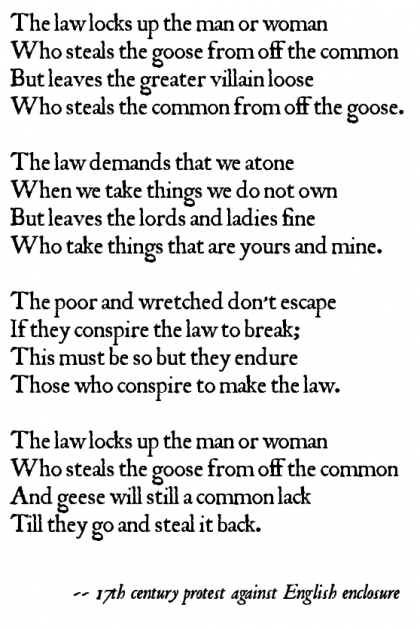 The law locks up the man or woman
Who steals the goose from off the common
But leaves the greater villain loose
Who steals the common from off the goose.
The law demands that we atone
When we take things we do not own
But leaves the lords and ladies fine
Who take things that are yours and mine.
The poor and wretched don't escape
If they conspire the law to break;
This must be so but they endure
Those who conspire to make the law.
The law locks up the man or woman
Who steals the goose from off the common
And geese will still a common lack
Till they go and steal it back.
-- 17th century protest against English enclosure